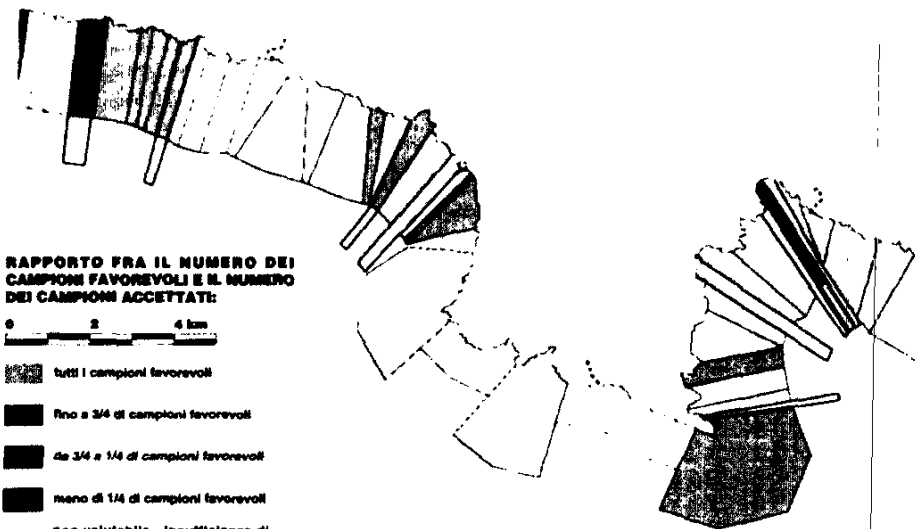 RAPPORTO FRA IL NUMERO DEI
CAMPIONI FAVOREVOLI E IL NUMERO
DEI CAMPIONI ACCETTATI:
0 2 4 km
tutti i campioni favorevoli
fino a 3/4 di campioni favorevoli
da 3/4 a 1/4 di campioni favorevoli
meno di 1/4 di campioni favorevoli
non valutabile